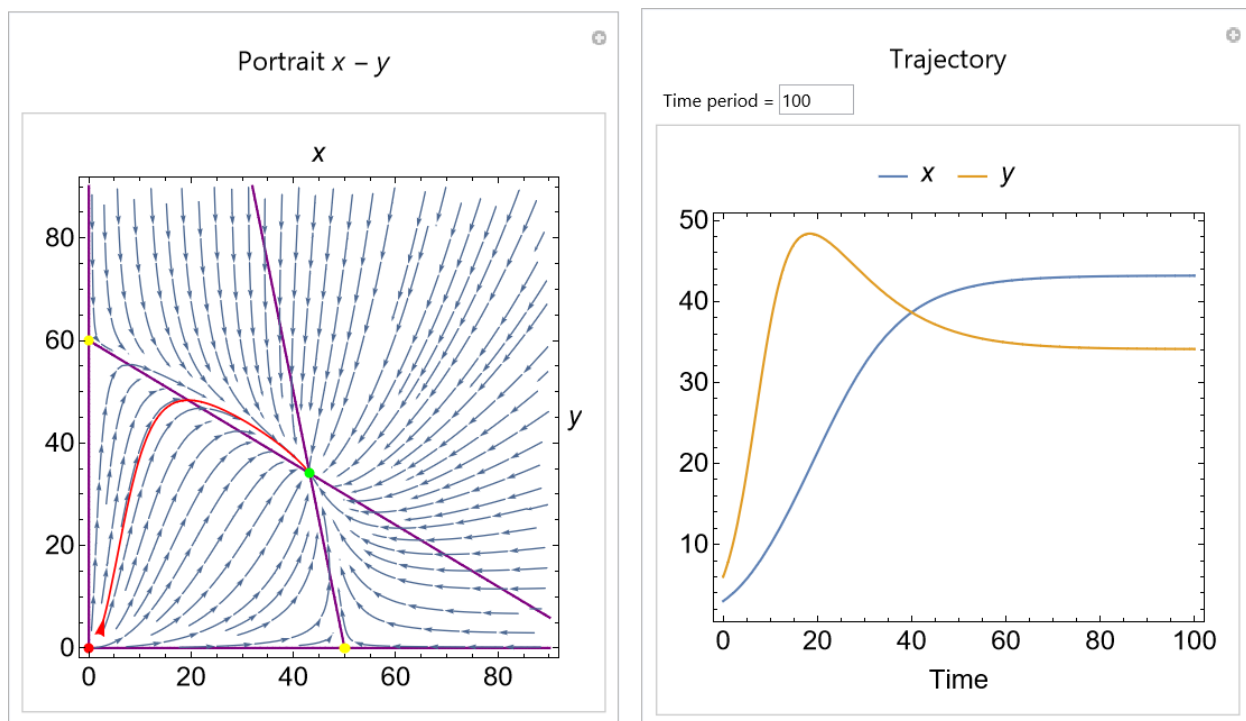 Portrait x – y
x
80
60
40
20
0
0 20 40 60 80
y
Trajectory
Time period = 100
x y
50
40
30
20
10
0 20 40 60 80 100
Time